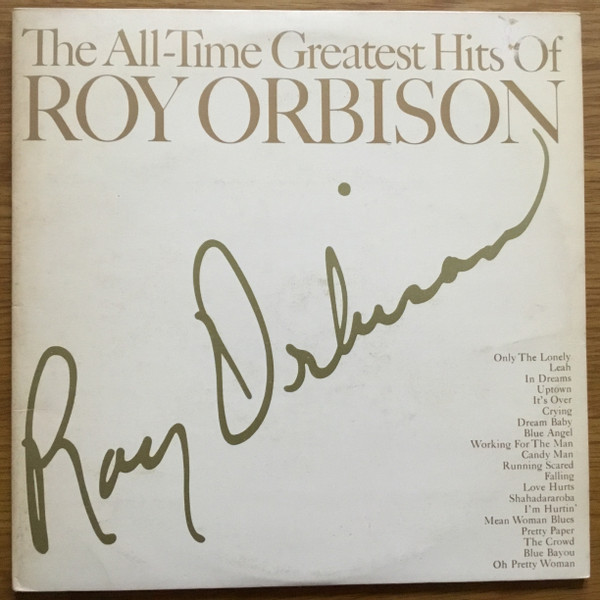 The All-Time Greatest Hits Of
ROY ORBISON
Roy Orbison
Only The Lonely
Leah
In Dreams
Uptown
It's Over
Crying
Dream Baby
Blue Angel
Working For The Man
Candy Man
Running Scared
Falling
Love Hurts
Shahadararoba
I'm Hurtin'
Mean Woman Blues
Pretty Paper
The Crowd
Blue Bayou
Oh Pretty Woman